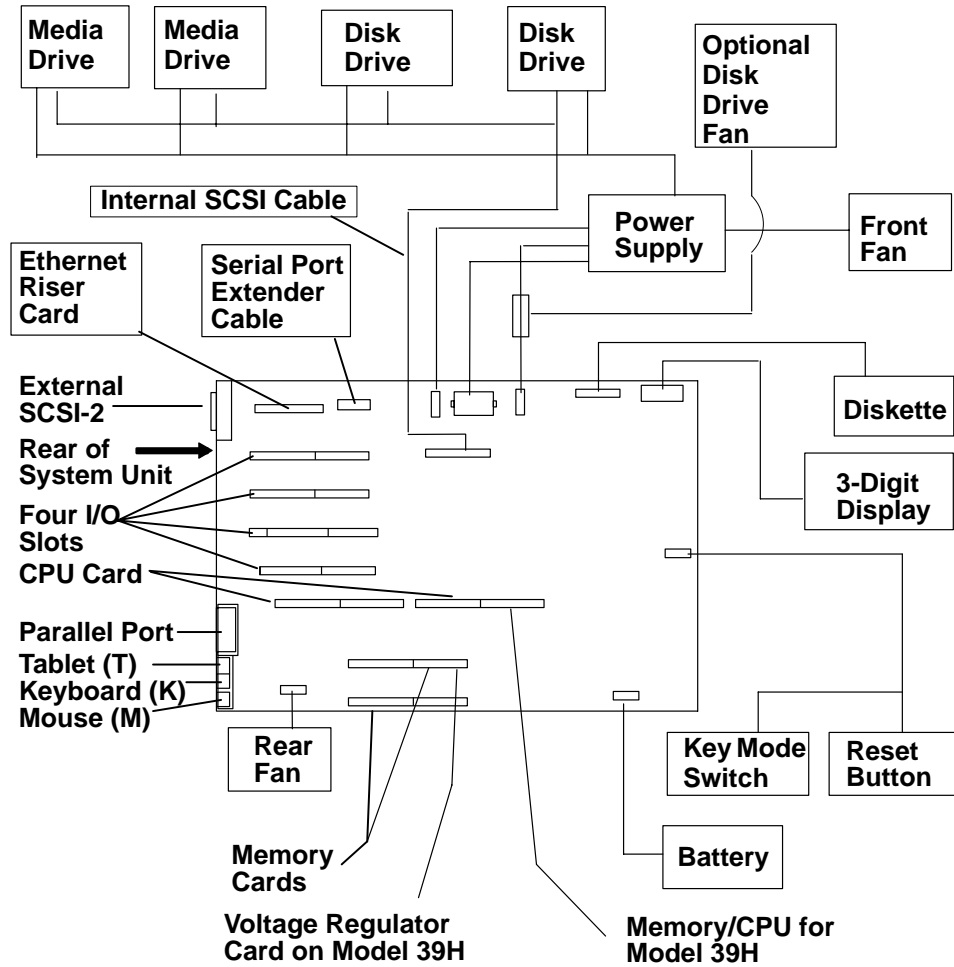 Media
Drive
Media
Drive
Disk
Drive
Disk
Drive
Optional
Disk
Drive
Fan
Internal SCSI Cable
Power
Supply
Front
Fan
Ethernet
Riser
Card
Serial Port
Extender
Cable
External
SCSI-2
Diskette
Rear of
System Unit
3-Digit
Display
Four I/O
Slots
CPU Card
Parallel Port
Tablet (T)
Keyboard (K)
Mouse (M)
Rear
Fan
Key Mode
Switch
Reset
Button
Memory
Cards
Battery
Voltage Regulator
Card on Model 39H
Memory/CPU for
Model 39H